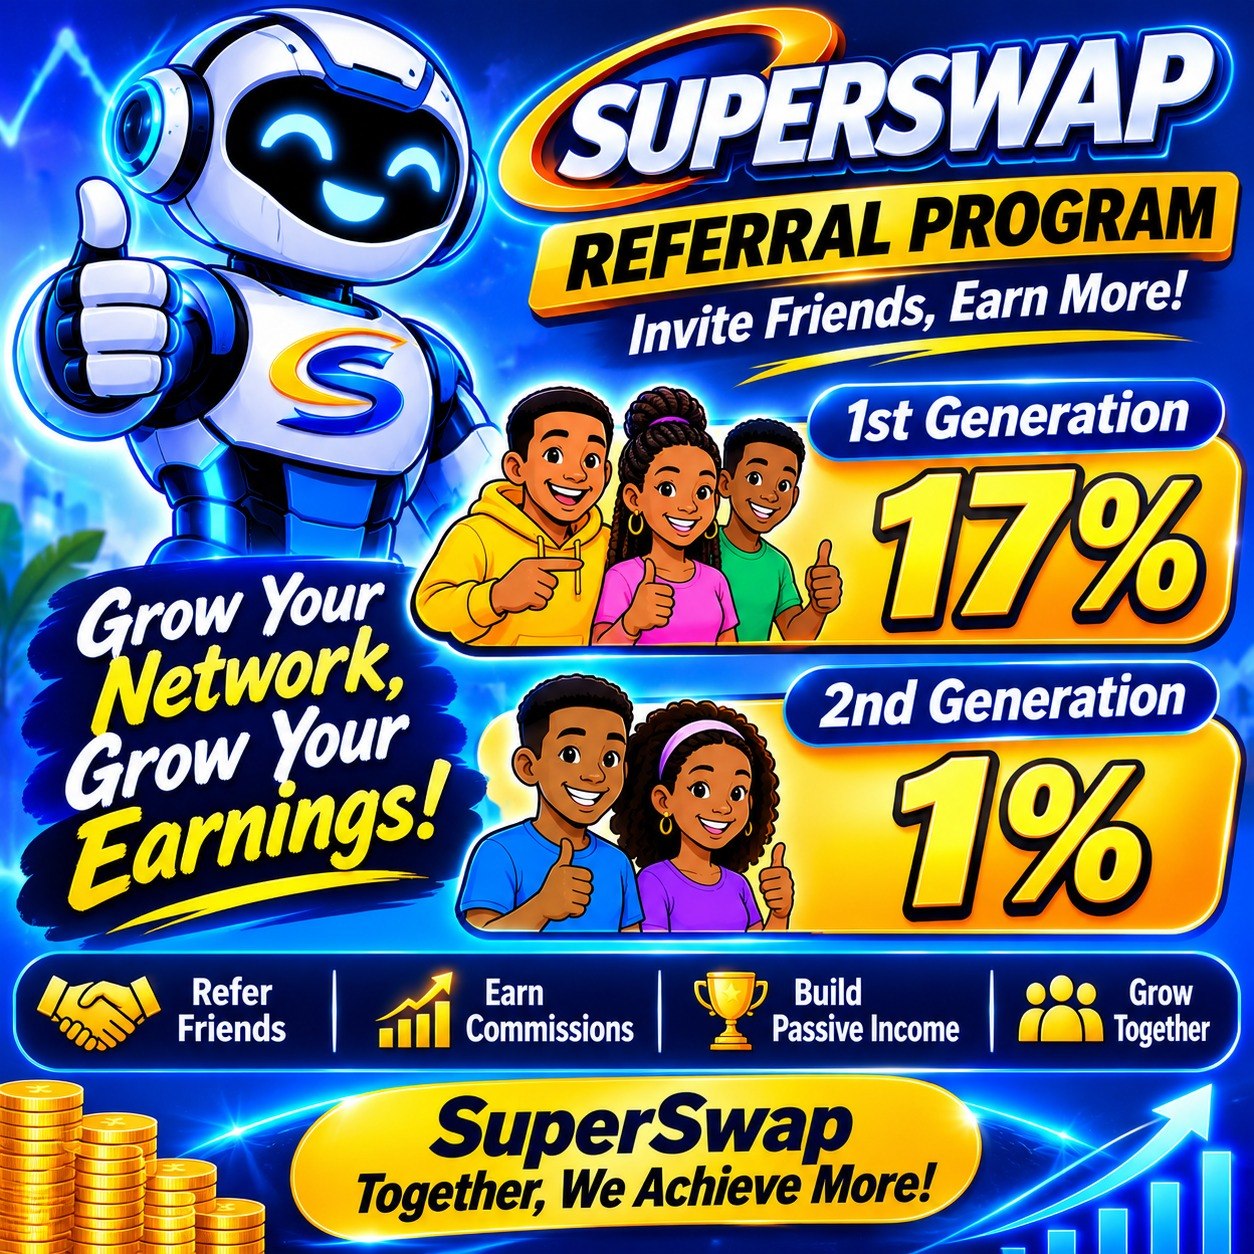 SUPERSWAP
REFERRAL PROGRAM
Invite Friends, Earn More!
S
1st Generation
17%
Grow Your
Network,
Grow Your
Earnings!
2nd Generation
1%
Refer
Friends
Earn
Commissions
Build
Passive Income
Grow
Together
SuperSwap
Together, We Achieve More!